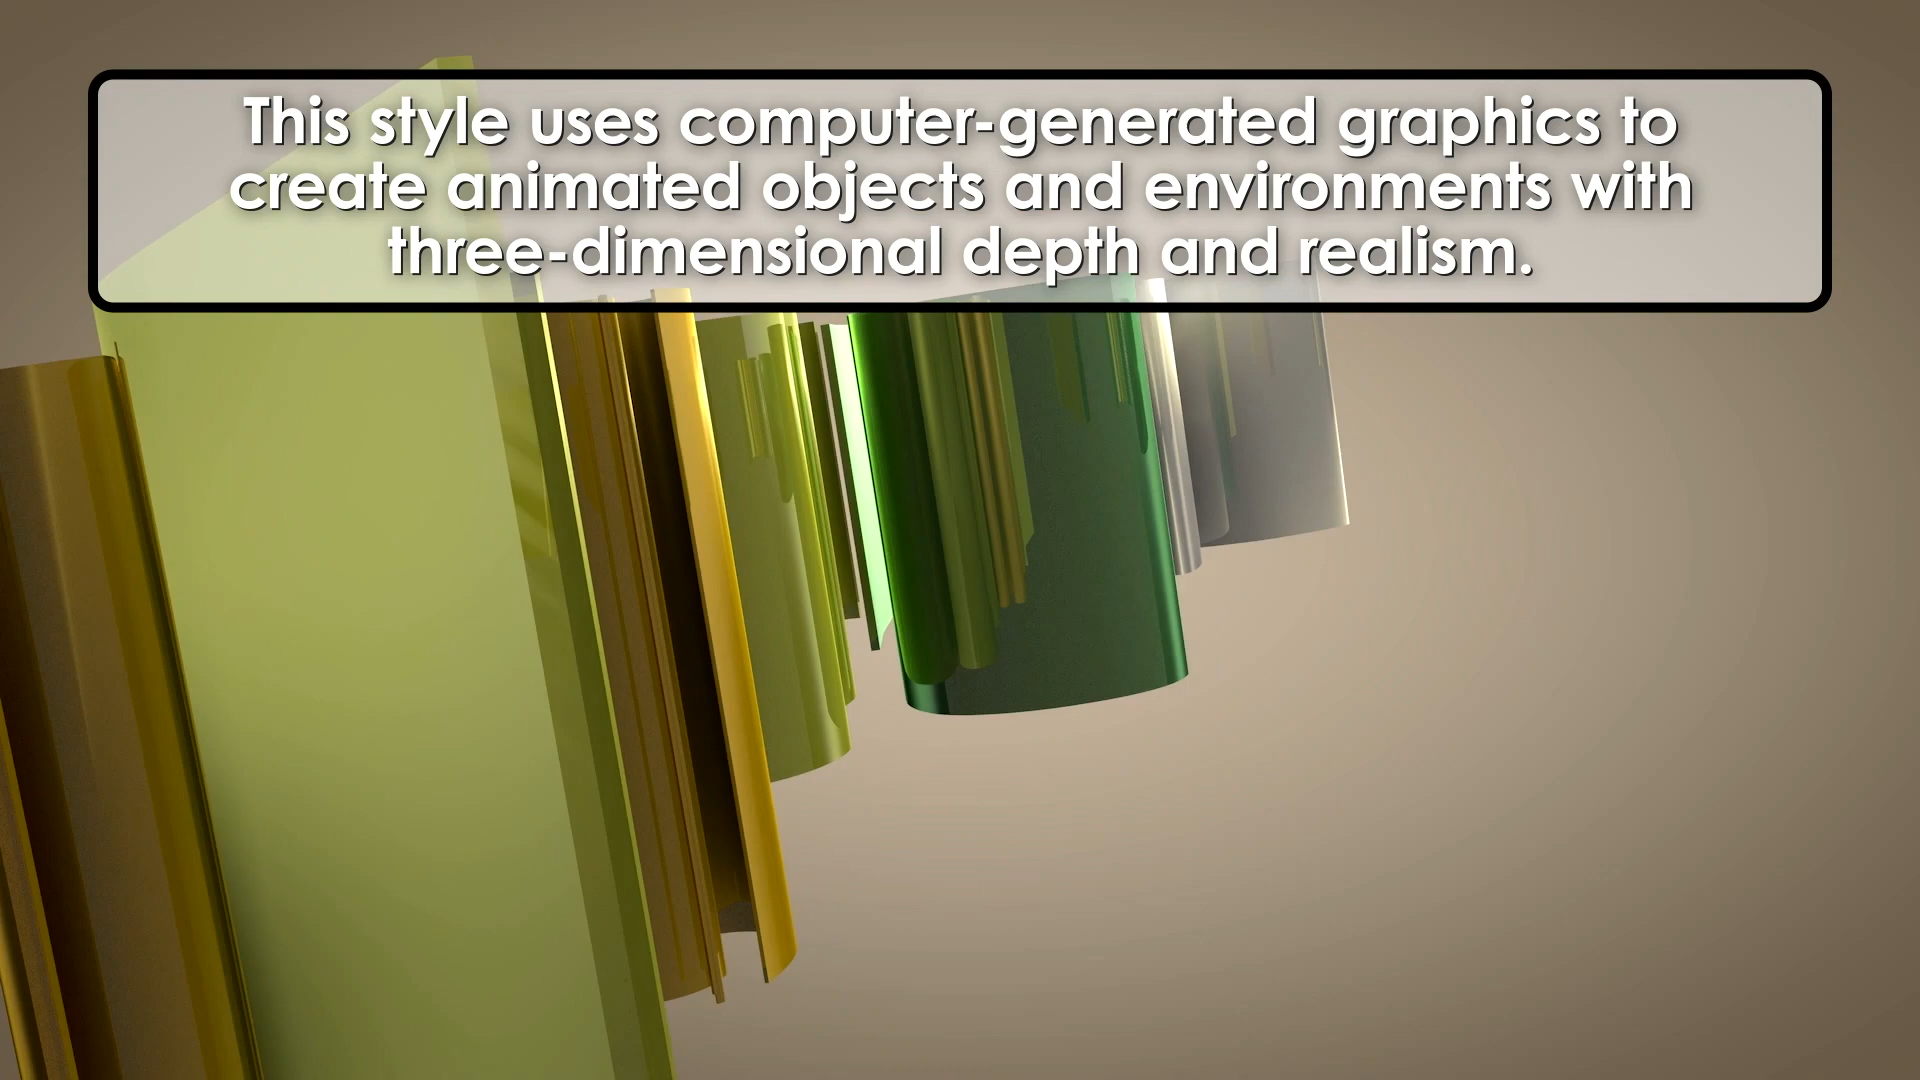 This style uses computer-generated graphics to
create animated objects and environments with
three-dimensional depth and realism.